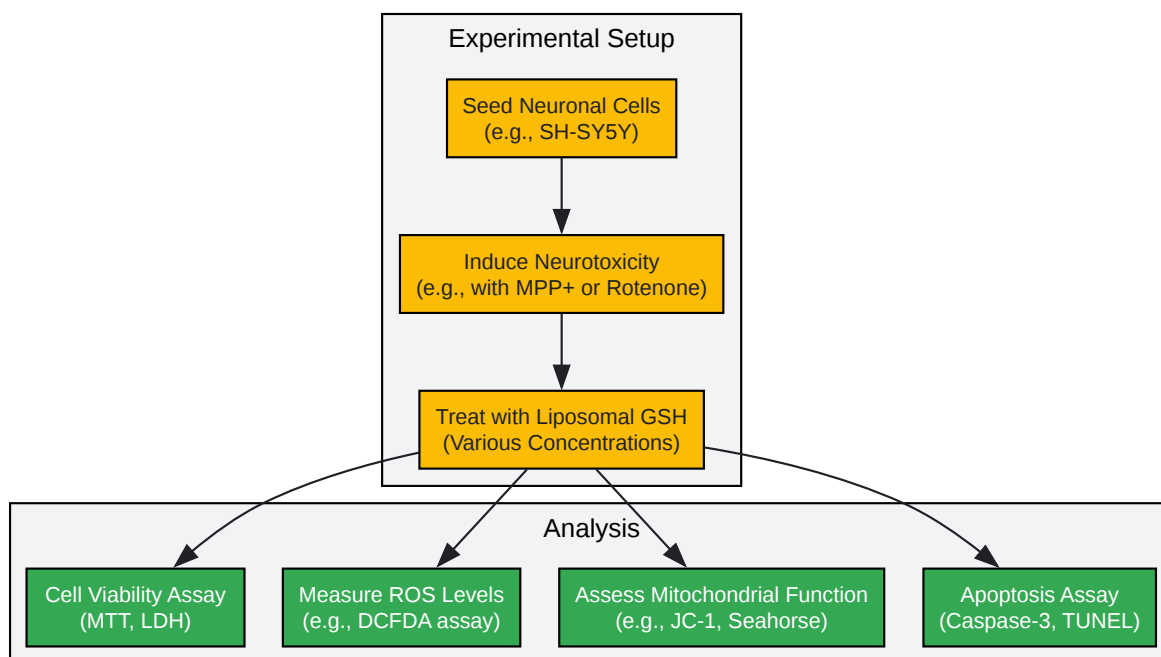 Experimental Setup
Seed Neuronal Cells
(e.g., SH-SY5Y)
Induce Neurotoxicity
(e.g., with MPP+ or Rotenone)
Treat with Liposomal GSH
(Various Concentrations)
Analysis
Cell Viability Assay
(MTT, LDH)
Measure ROS Levels
(e.g., DCFDA assay)
Assess Mitochondrial Function
(e.g., JC-1, Seahorse)
Apoptosis Assay
(Caspase-3, TUNEL)